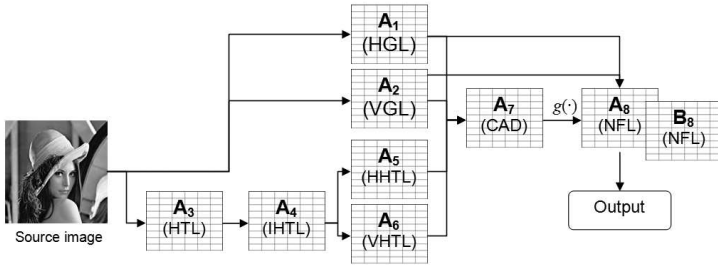 A₁
(HGL)
A₂
(VGL)
A₇
(CAD)
g(·)
A₈
(NFL)
B₈
(NFL)
A₅
(HHTL)
A₃
(HTL)
A₄
(IHTL)
A₆
(VHTL)
Output
Source image